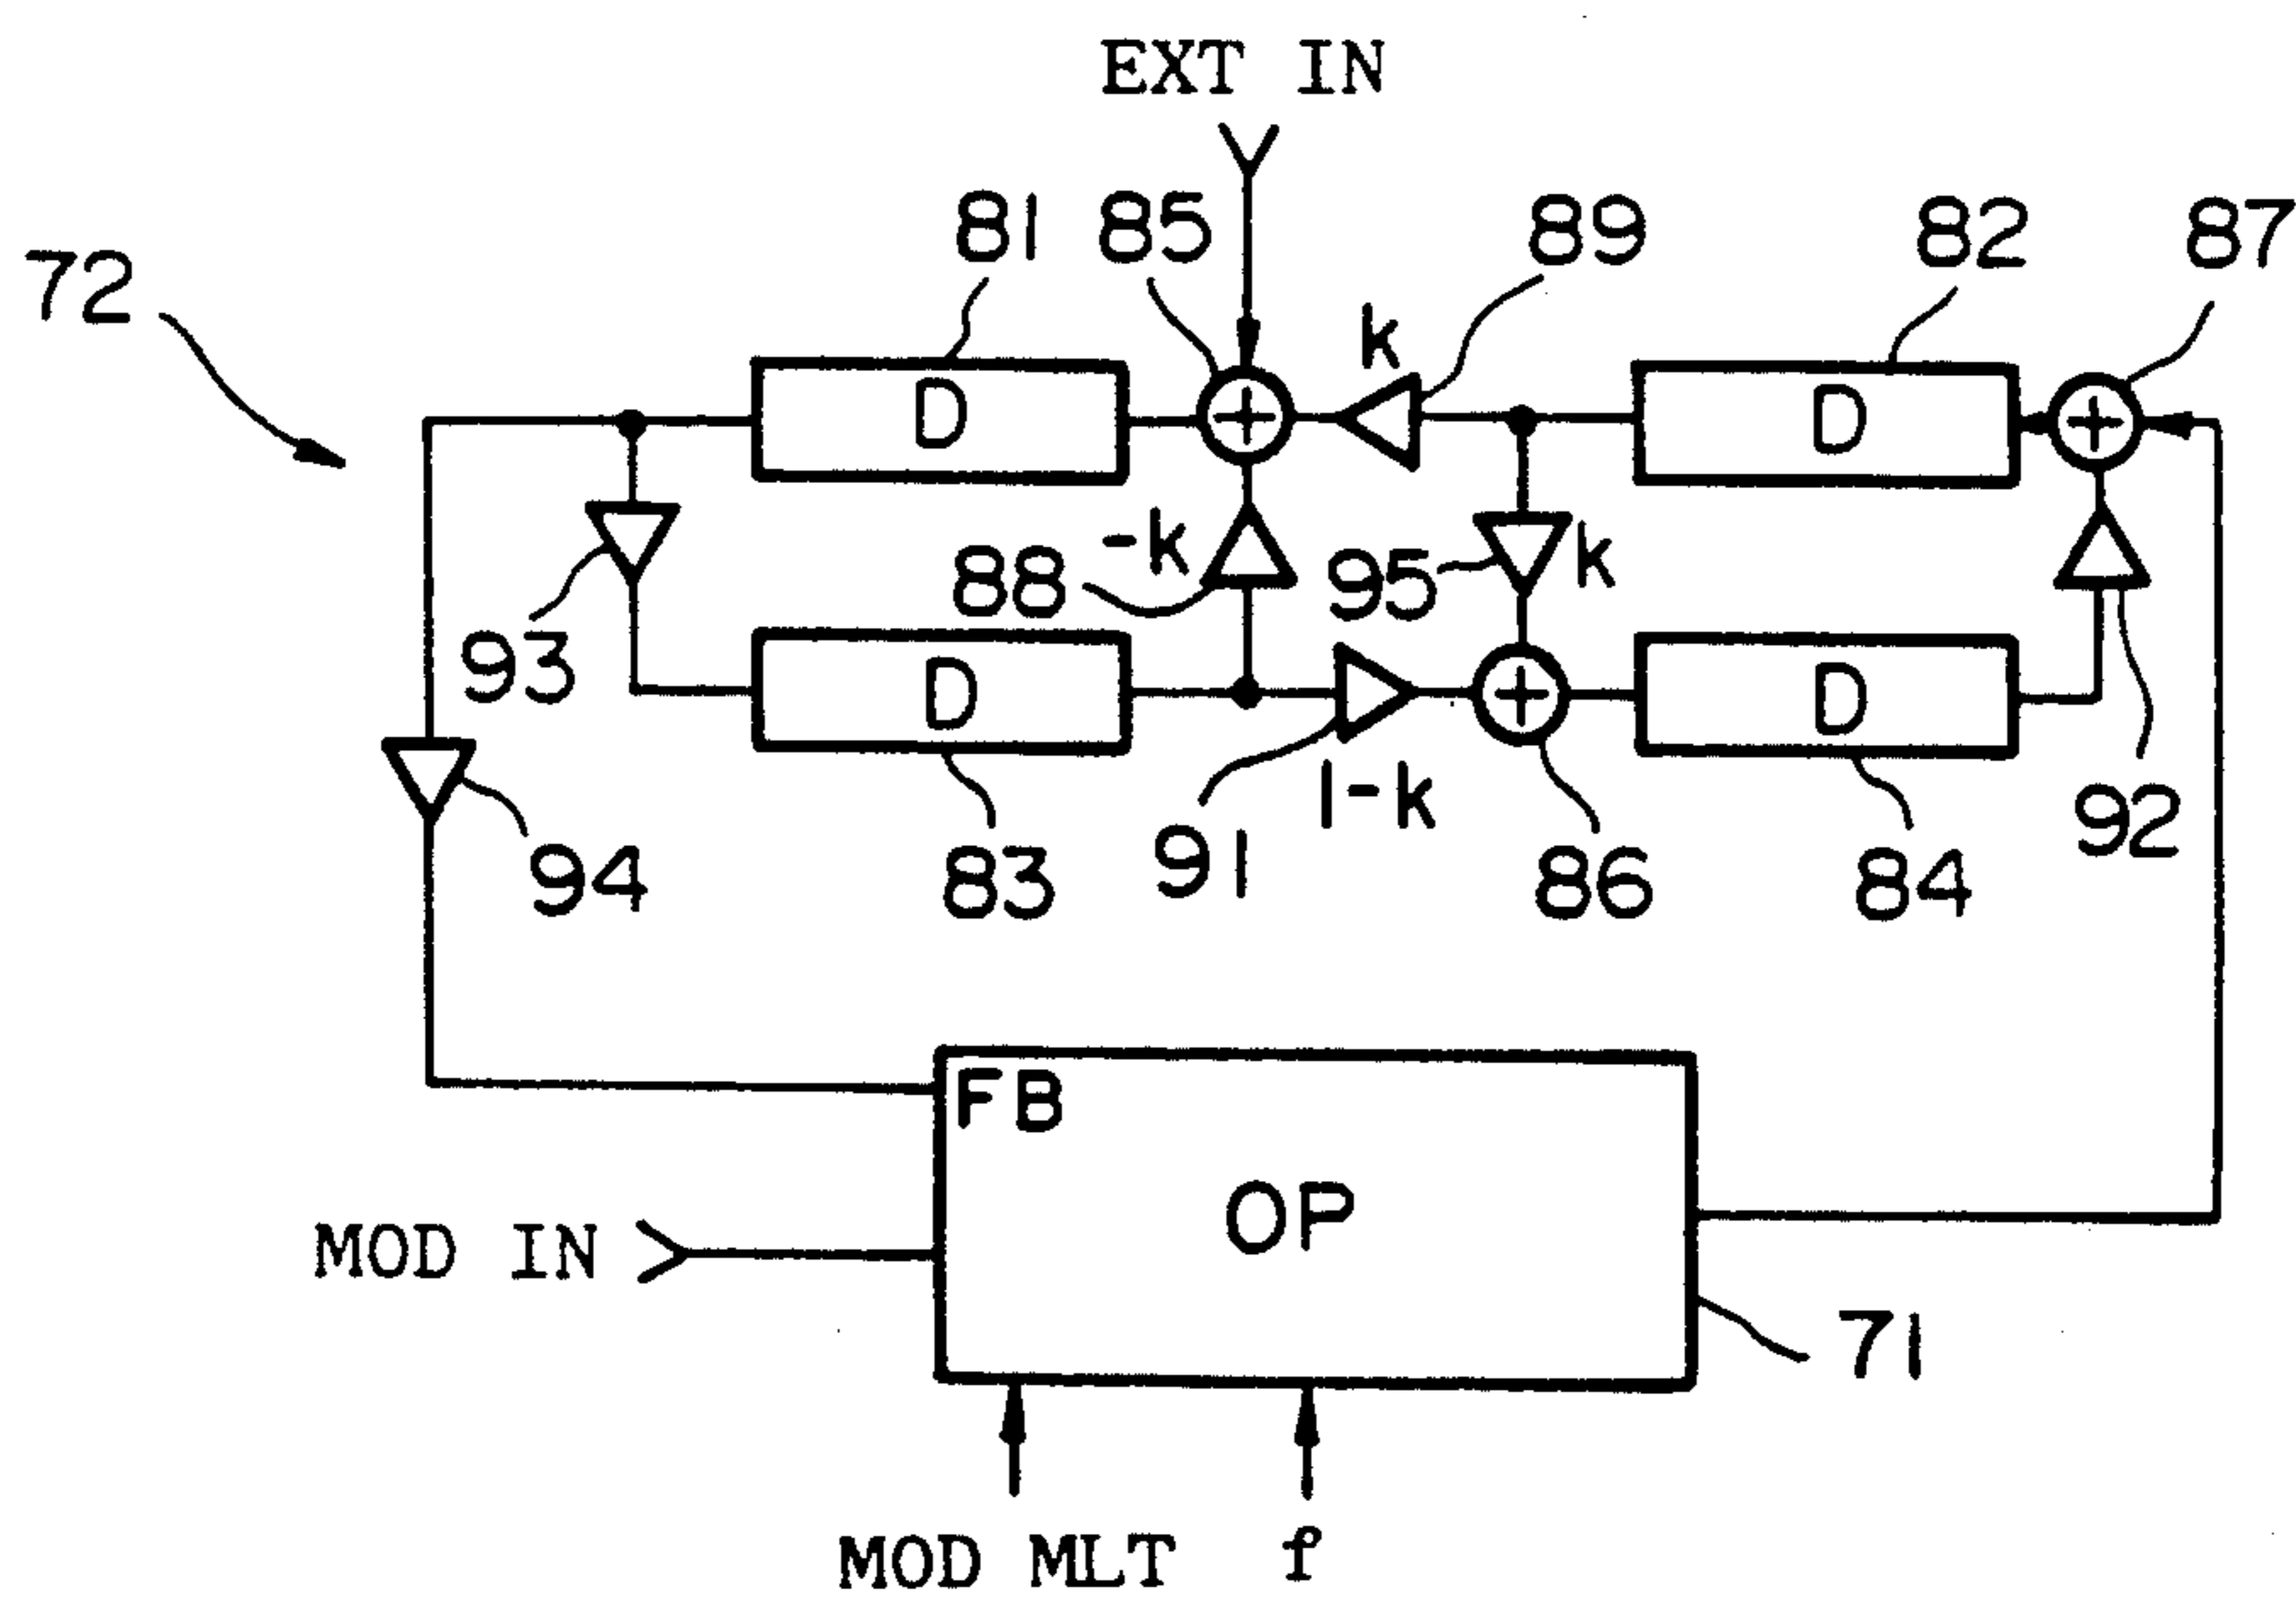 EXT IN
81 85 89 82 87
72
k
D D
-k
88 95 k
93
D D
1-k
94 83 91 86 84 92
FB
OP
MOD IN
71
MOD MLT f